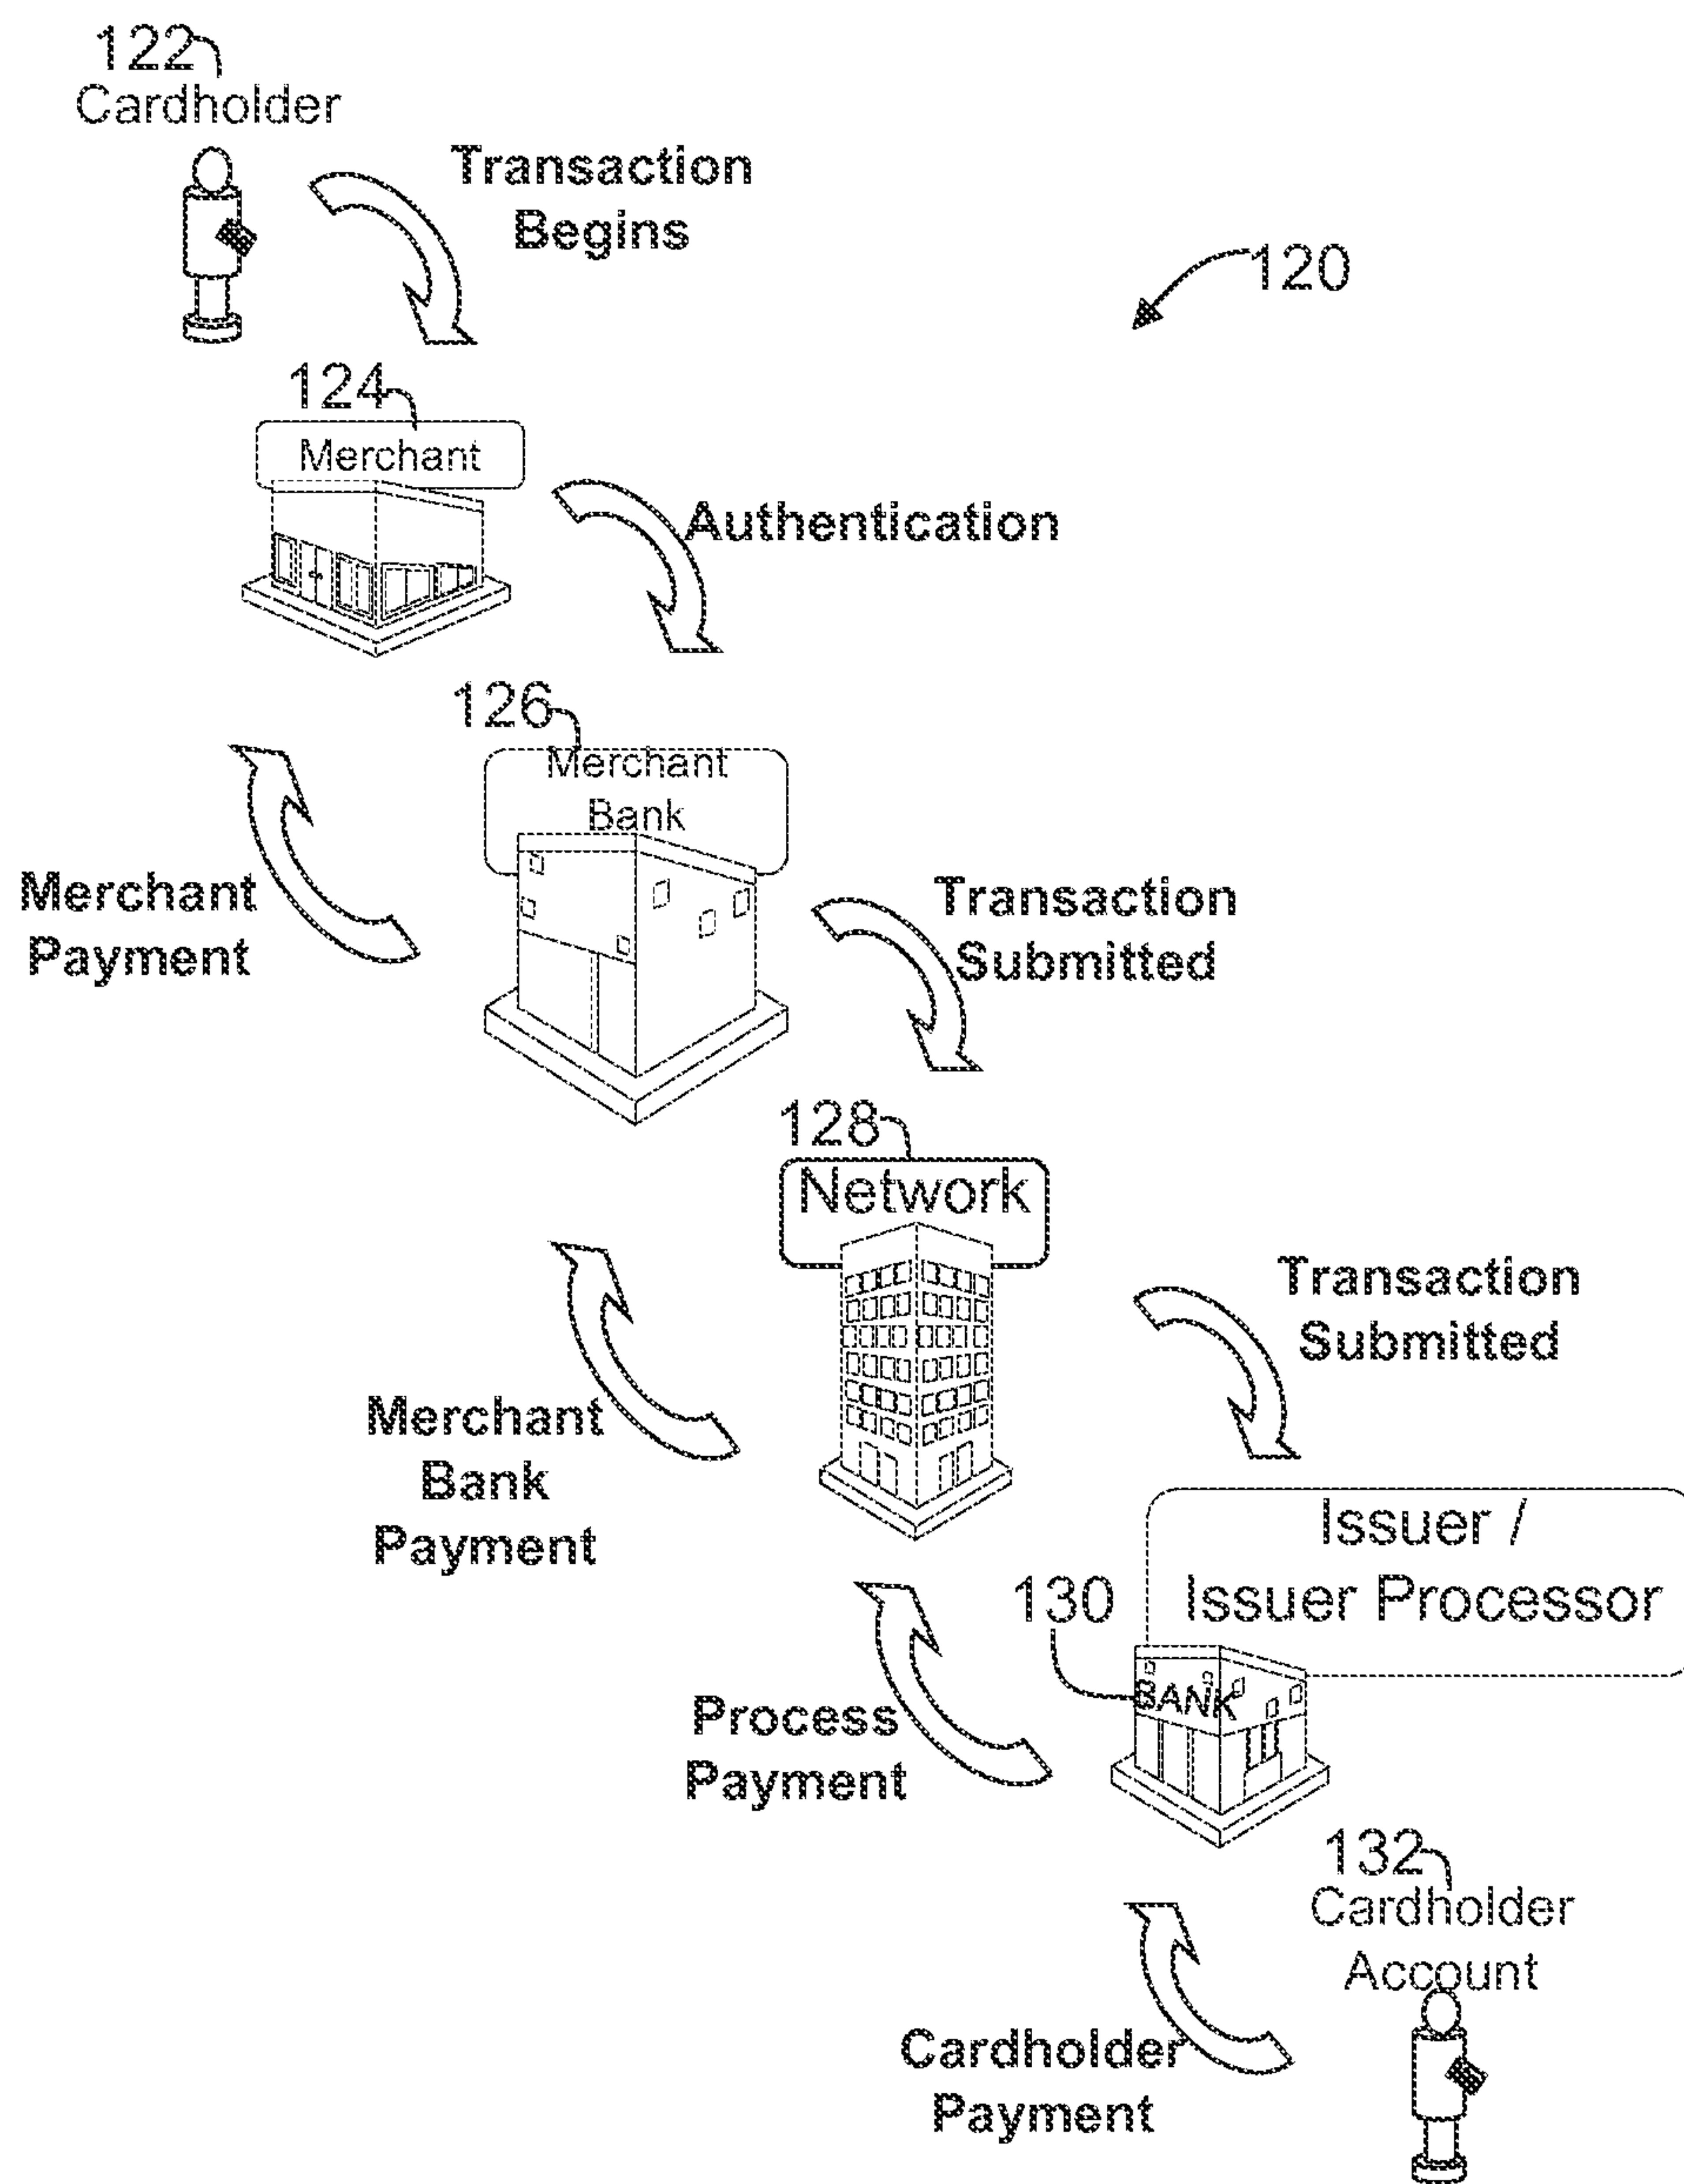 122
Cardholder
Transaction
Begins
120
124
Merchant
Authentication
126
Merchant
Bank
Merchant
Payment
Transaction
Submitted
128
Network
Transaction
Submitted
Merchant
Bank
Payment
Issuer /
Issuer Processor
130
BANK
Process
Payment
132
Cardholder
Account
Cardholder
Payment